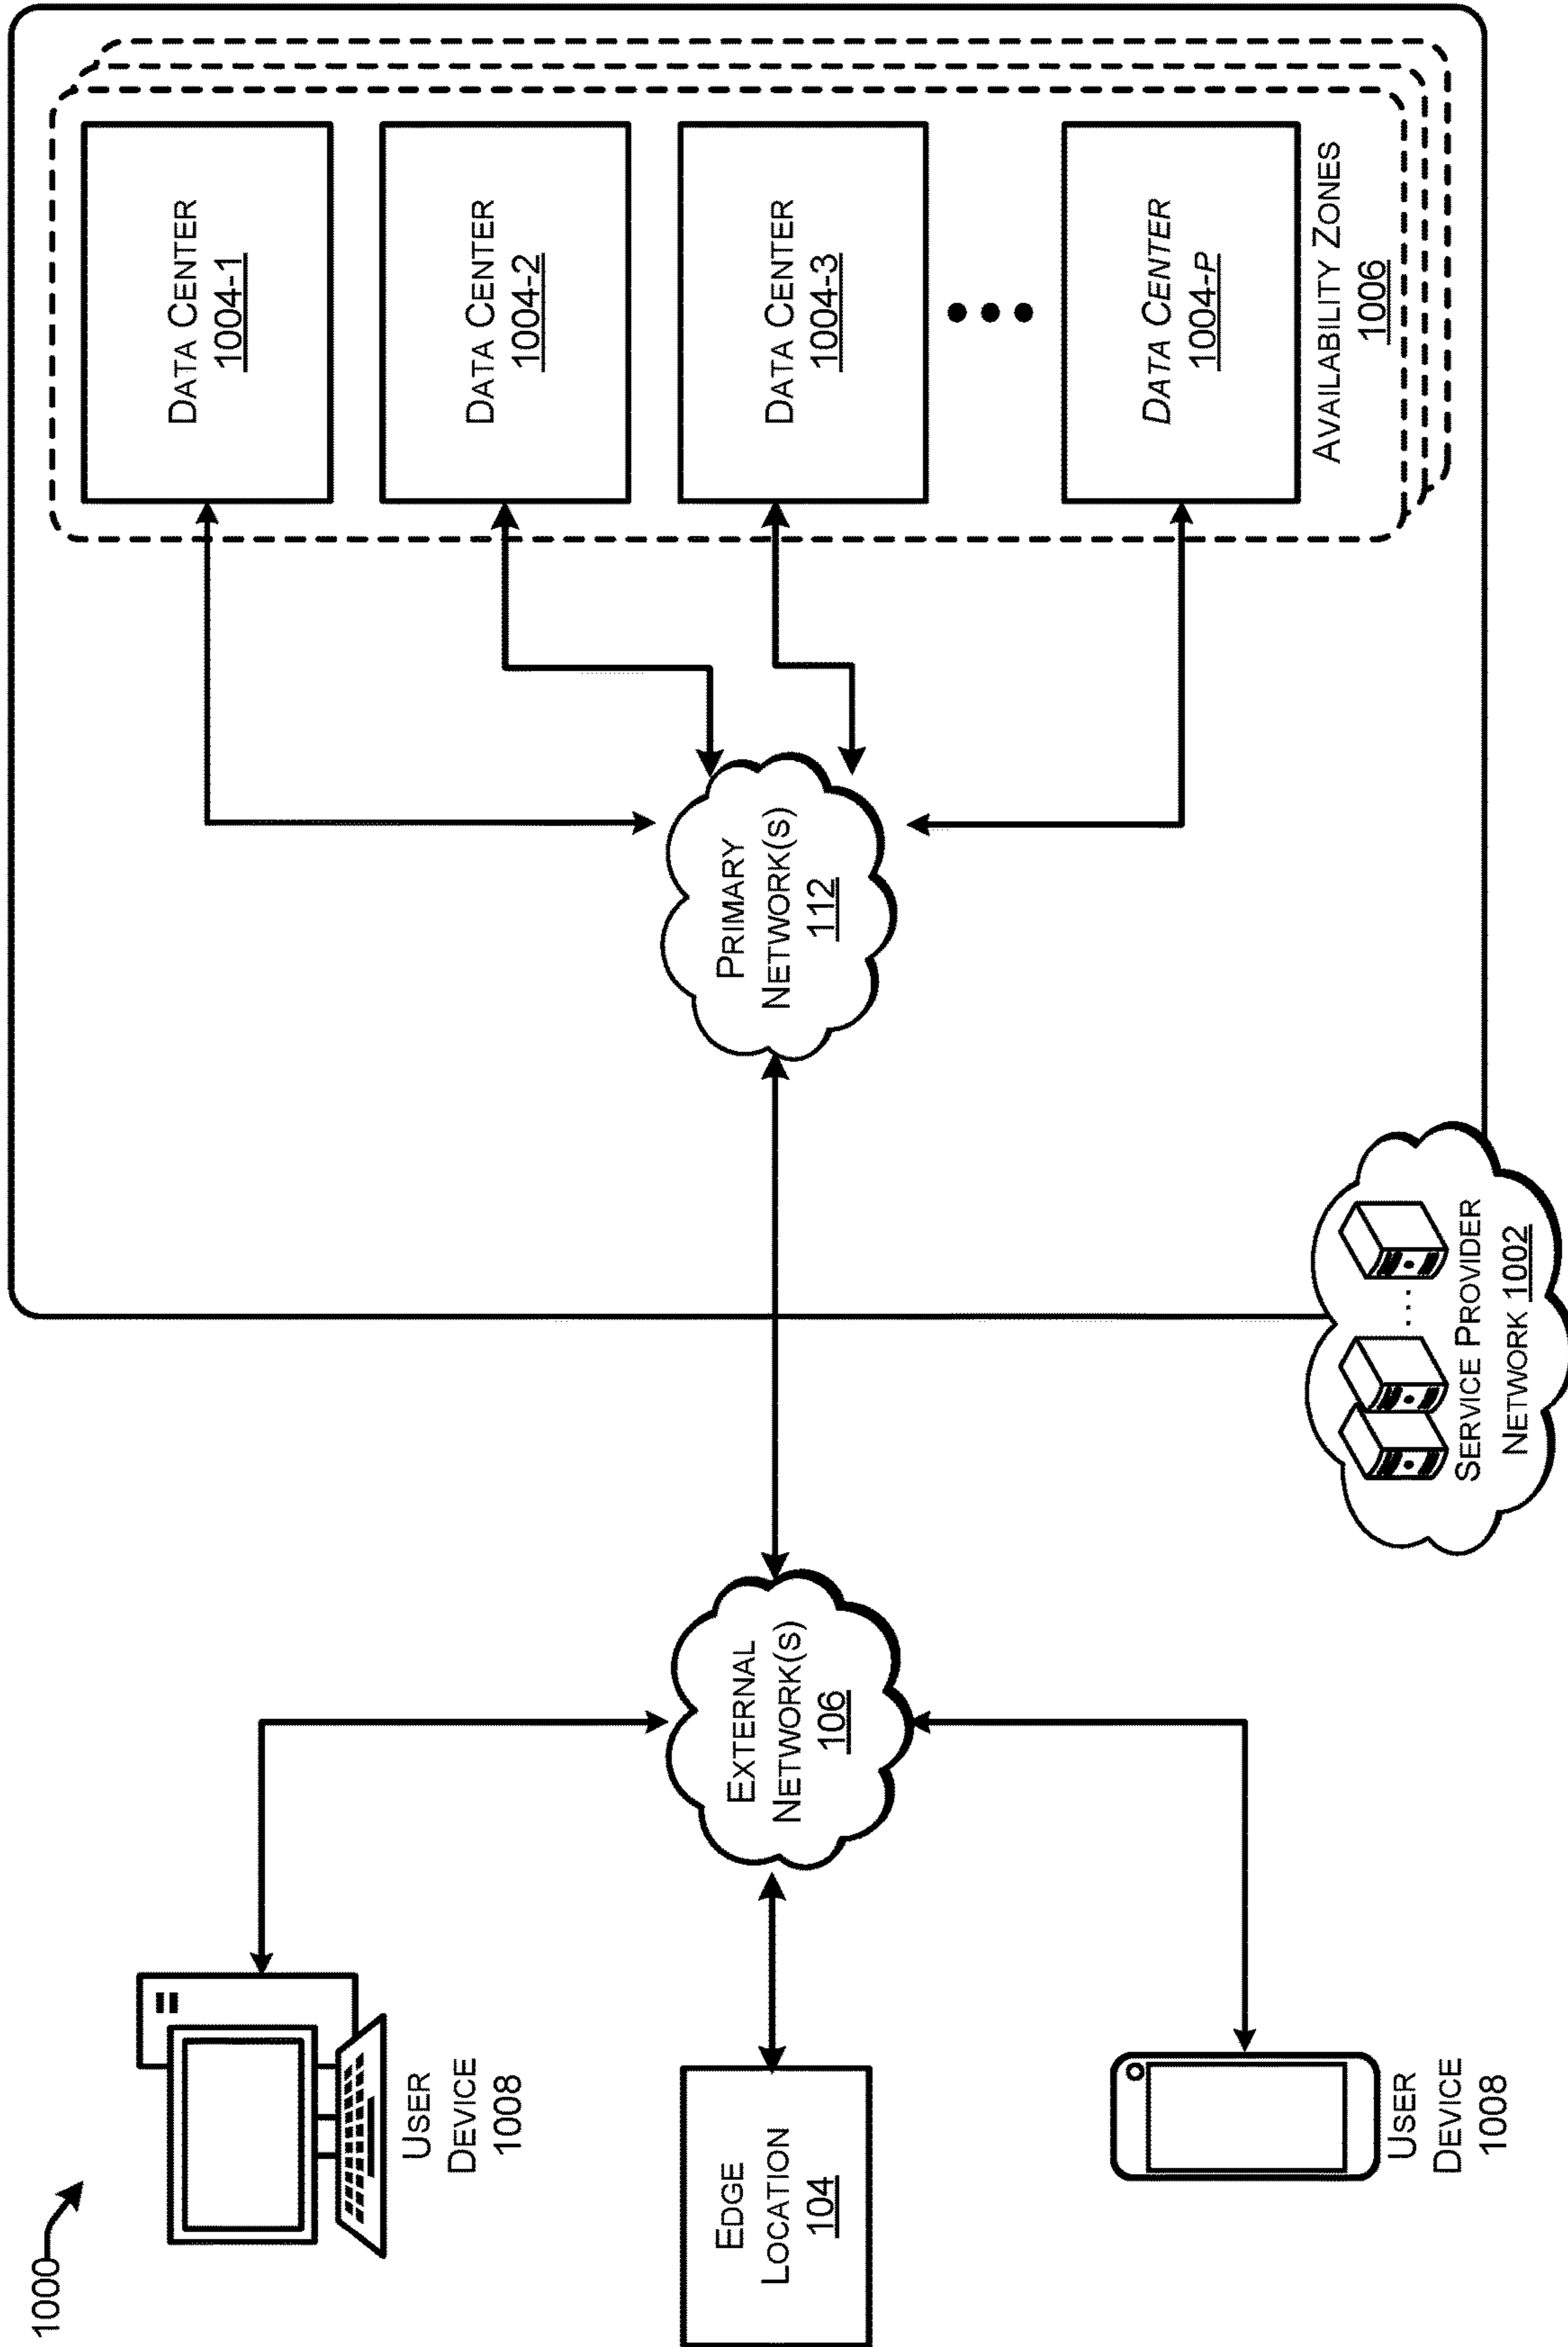 1000
USER
DEVICE
1008
EDGE
LOCATION
104
USER
DEVICE
1008
EXTERNAL
NETWORK(S)
106
SERVICE PROVIDER
NETWORK 1002
PRIMARY
NETWORK(S)
112
DATA CENTER
1004-1
DATA CENTER
1004-2
DATA CENTER
1004-3
DATA CENTER
1004-P
AVAILABILITY ZONES
1006